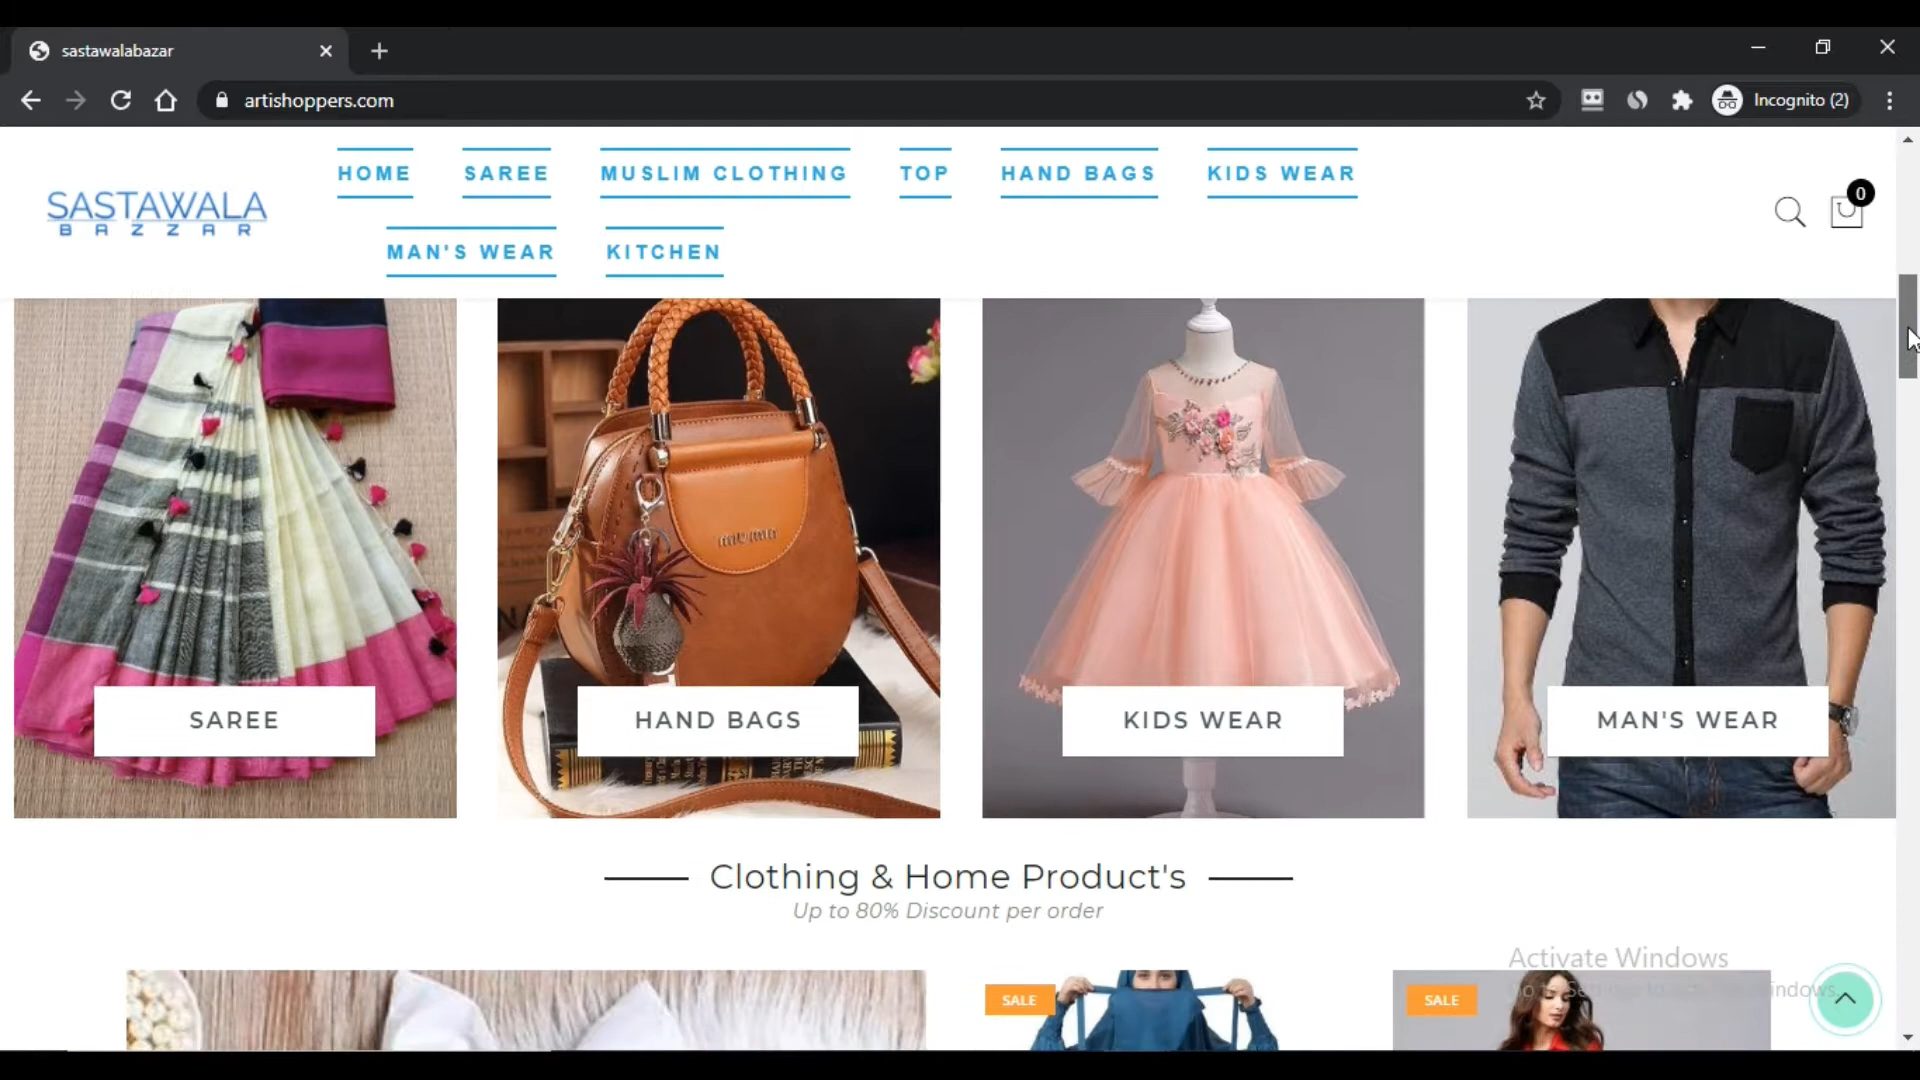 sastawalabazar
artishoppers.com
Incognito (2)
HOME SAREE MUSLIM CLOTHING TOP HAND BAGS KIDS WEAR
SASTAWALA
BAZZAR
0
MAN'S WEAR KITCHEN
SAREE
HAND BAGS
KIDS WEAR
MAN'S WEAR
Clothing & Home Product's
Up to 80% Discount per order
Activate Windows
SALE
SALE